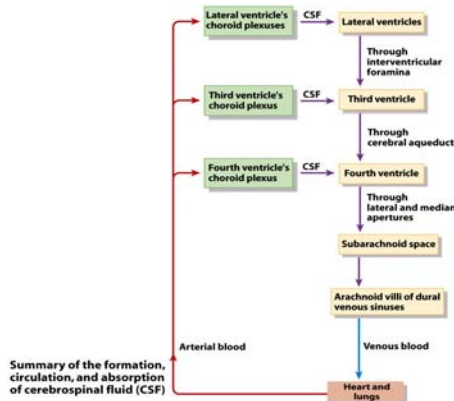 Lateral ventricle's
choroid plexuses
CSF
Lateral ventricles
Through
interventricular
foramina
Third ventricle's
choroid plexus
CSF
Third ventricle
Through
cerebral aqueduct
Fourth ventricle's
choroid plexus
CSF
Fourth ventricle
Through
lateral and median
apertures
Subarachnoid space
Arachnoid villi of dural
venous sinuses
Arterial blood
Venous blood
Summary of the formation,
circulation, and absorption
of cerebrospinal fluid (CSF)
Heart and
lungs